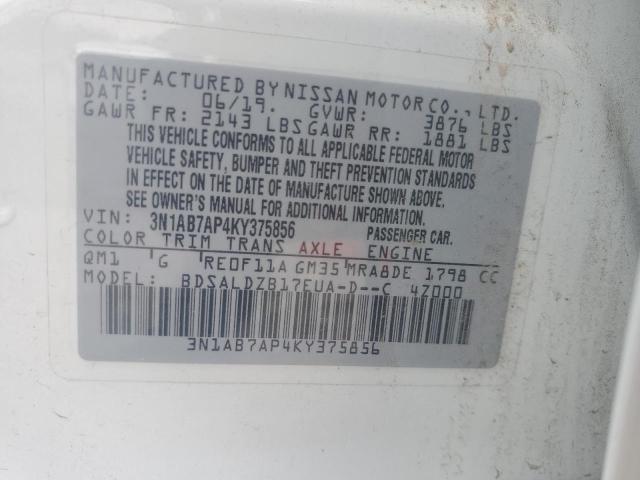 MANUFACTURED BY NISSAN MOTOR CO., LTD.
DATE: 06/19. GVWR: 3876 LBS
GAWR FR: 2143 LBS GAWR RR: 1881 LBS
THIS VEHICLE CONFORMS TO ALL APPLICABLE FEDERAL MOTOR
VEHICLE SAFETY, BUMPER AND THEFT PREVENTION STANDARDS
IN EFFECT ON THE DATE OF MANUFACTURE SHOWN ABOVE.
SEE OWNER'S MANUAL FOR ADDITIONAL INFORMATION.
VIN: 3N1AB7AP4KY375856 PASSENGER CAR.
COLOR TRIM TRANS AXLE ENGINE
QM1 G RE0F11A GM35 MRA8DE 1798 CC
MODEL: BDSALDZB17EUA-D--C 4Z000
3N1AB7AP4KY375856